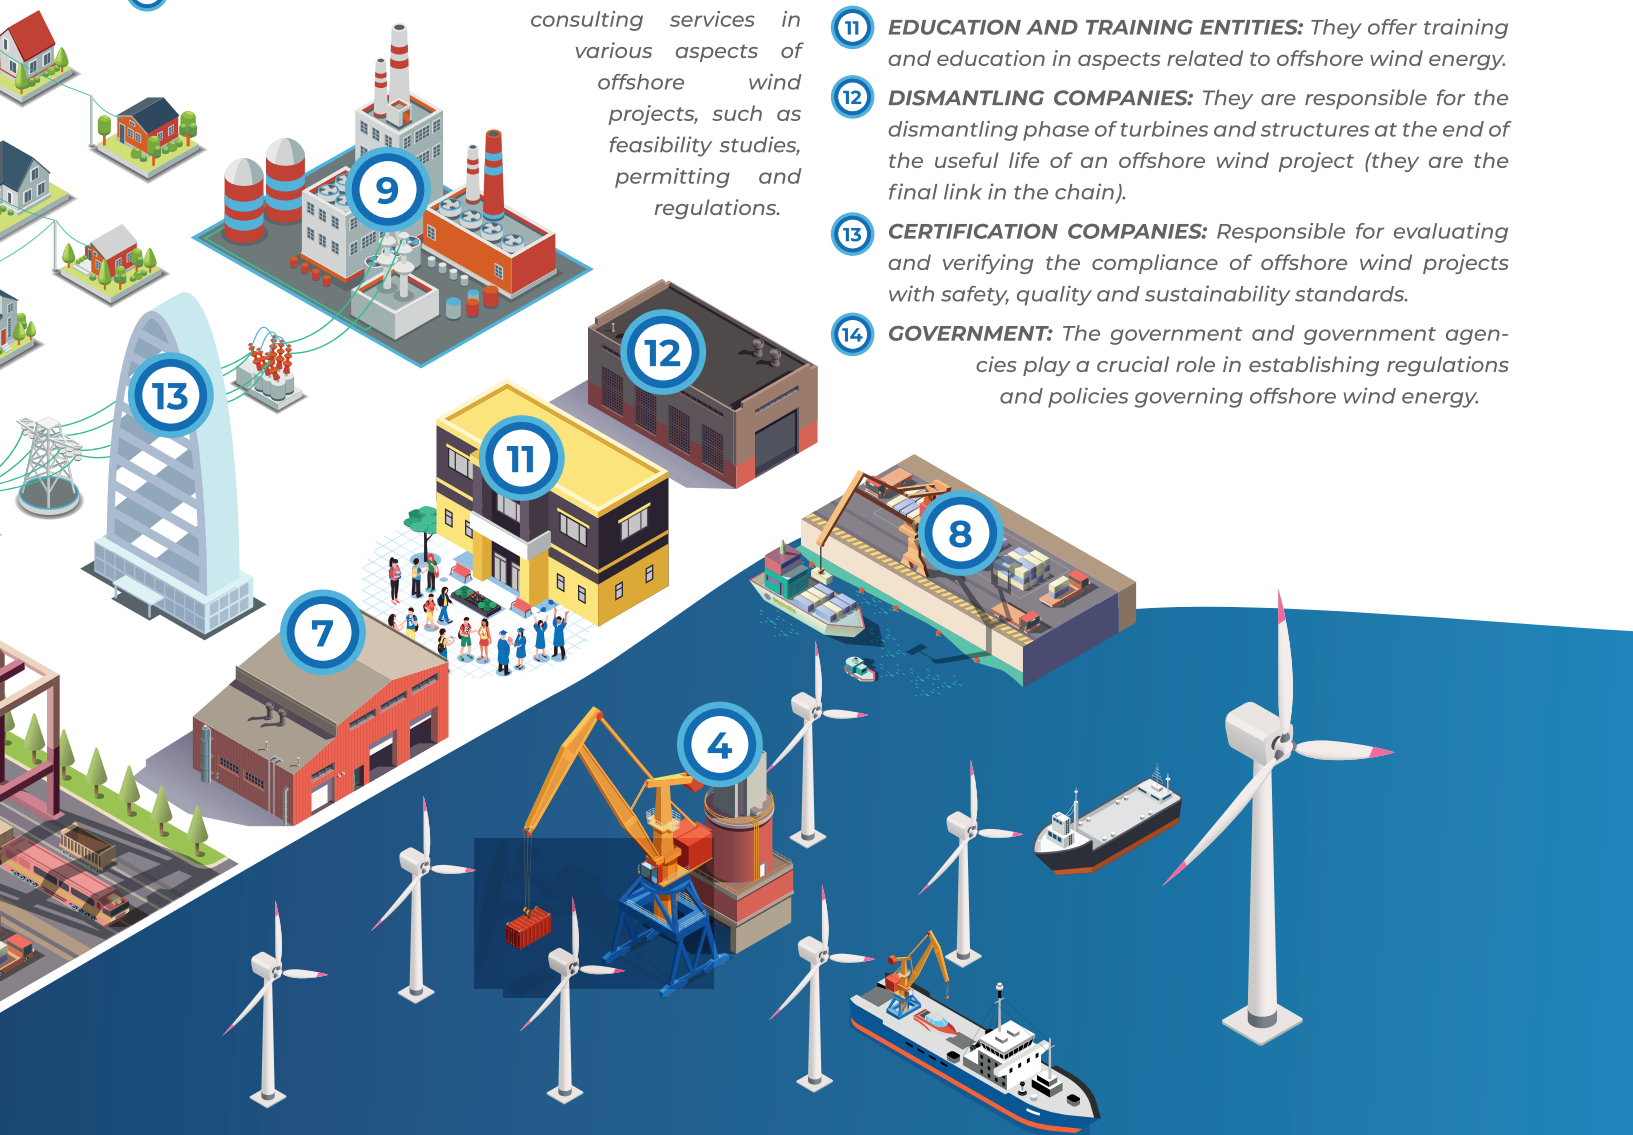 consulting services in
various aspects of
offshore wind
projects, such as
feasibility studies,
permitting and
regulations.
11 EDUCATION AND TRAINING ENTITIES: They offer training
and education in aspects related to offshore wind energy.
12 DISMANTLING COMPANIES: They are responsible for the
dismantling phase of turbines and structures at the end of
the useful life of an offshore wind project (they are the
final link in the chain).
13 CERTIFICATION COMPANIES: Responsible for evaluating
and verifying the compliance of offshore wind projects
with safety, quality and sustainability standards.
14 GOVERNMENT: The government and government agen-
cies play a crucial role in establishing regulations
and policies governing offshore wind energy.
9
12
13
11
8
7
4